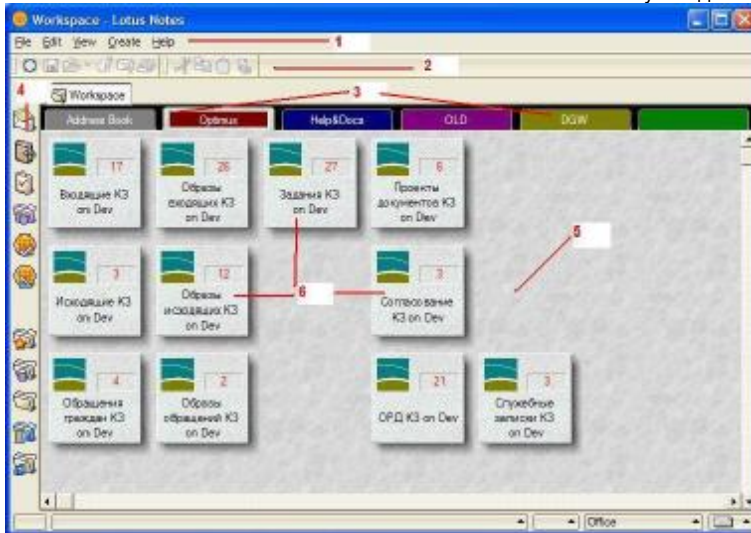 Workspace - Lotus Notes
File Edit View Create Help
1
2
3
4
Workspace
Address Book Optimus Help&Docs OLD DGW
17
Входящие КЗ
on Dev
26
Образы
входящих КЗ
on Dev
27
Задания КЗ
on Dev
6
Проекты
документов КЗ
on Dev
5
3
Исходящие КЗ
on Dev
12
Образы
исходящих КЗ
on Dev
6
3
Согласование
КЗ on Dev
4
Обращения
граждан КЗ
on Dev
2
Образы
обращений КЗ
on Dev
21
ОРД КЗ on Dev
3
Служебные
записки КЗ
on Dev
Office